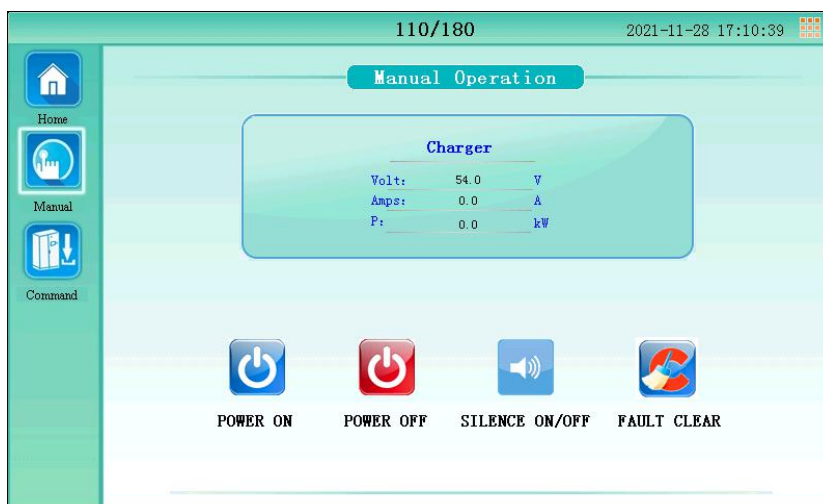 110/180
2021-11-28 17:10:39
Manual Operation
Home
Manual
Command
Charger
Volt: 54.0 V
Amps: 0.0 A
P: 0.0 kW
POWER ON POWER OFF SILENCE ON/OFF FAULT CLEAR